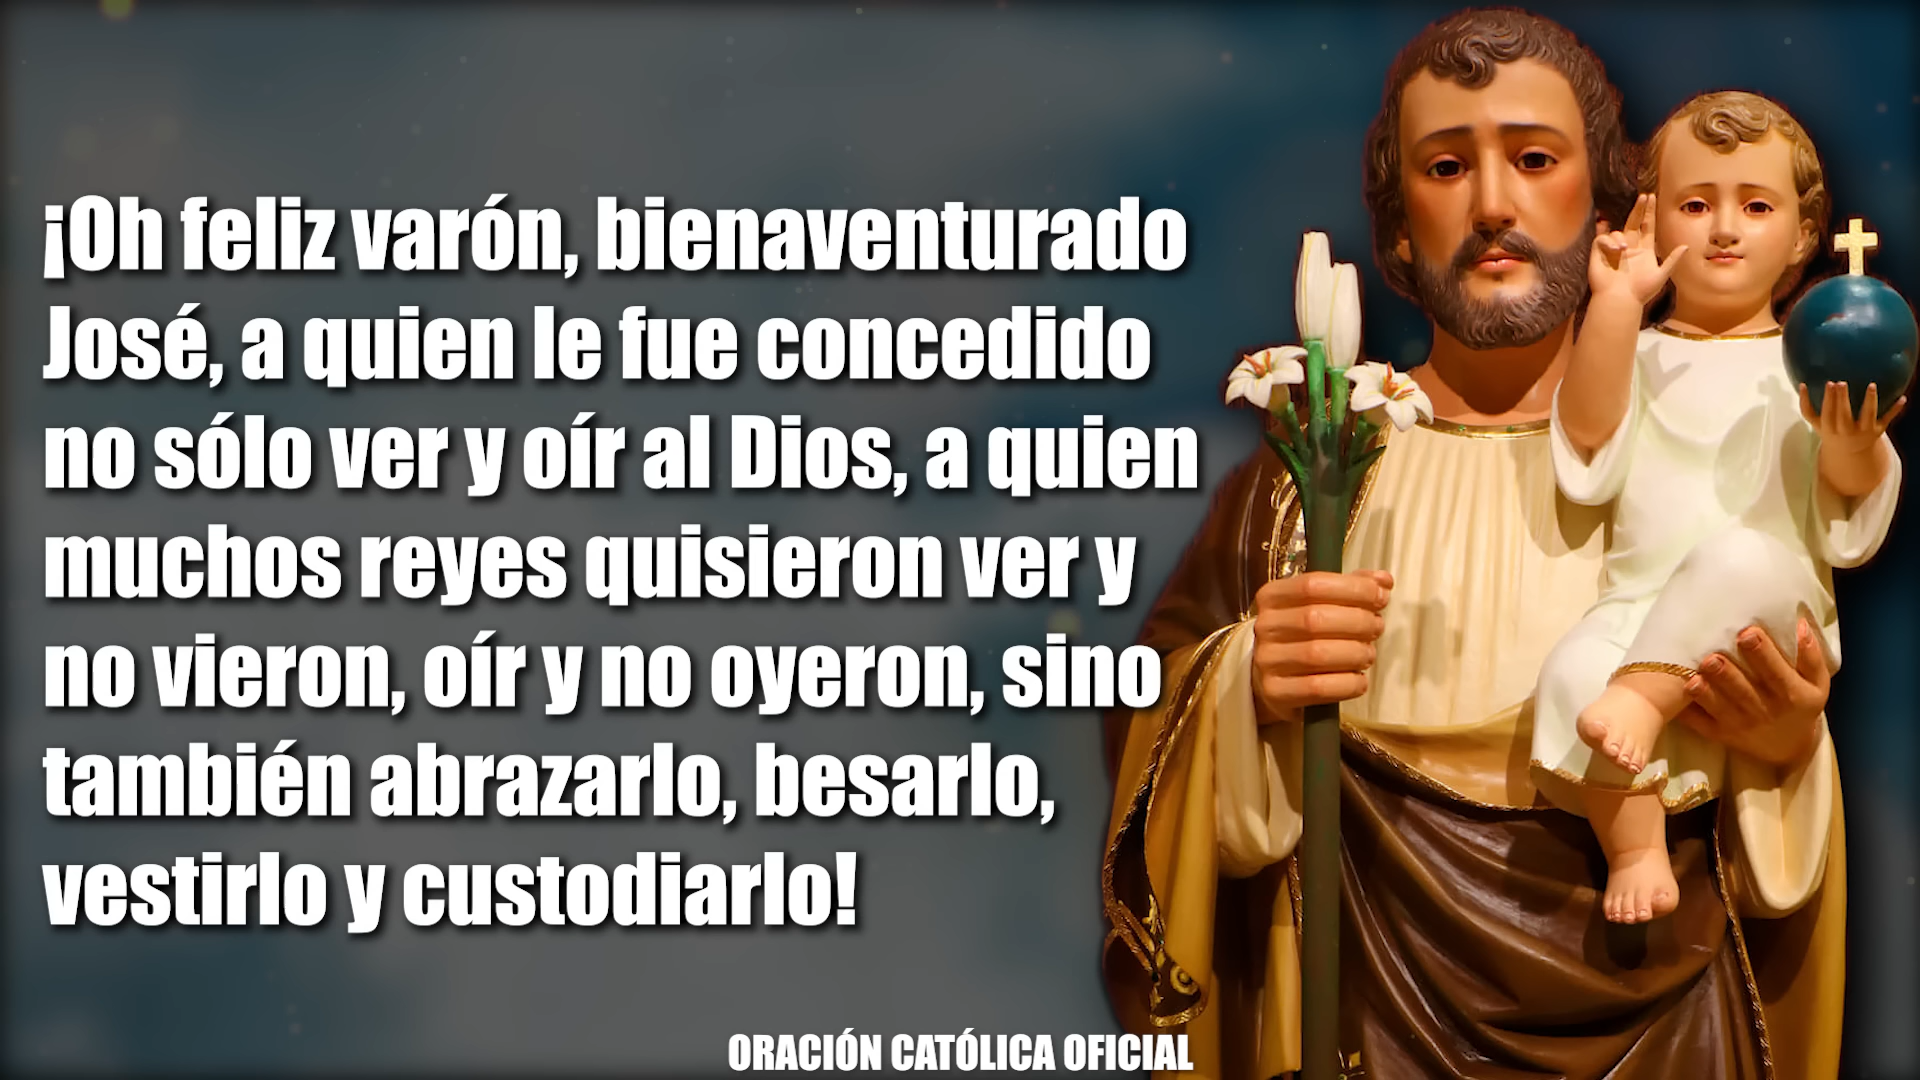 ¡Oh feliz varón, bienaventurado
José, a quien le fue concedido
no sólo ver y oír al Dios, a quien
muchos reyes quisieron ver y
no vieron, oír y no oyeron, sino
también abrazarlo, besarlo,
vestirlo y custodiarlo!
ORACIÓN CATÓLICA OFICIAL